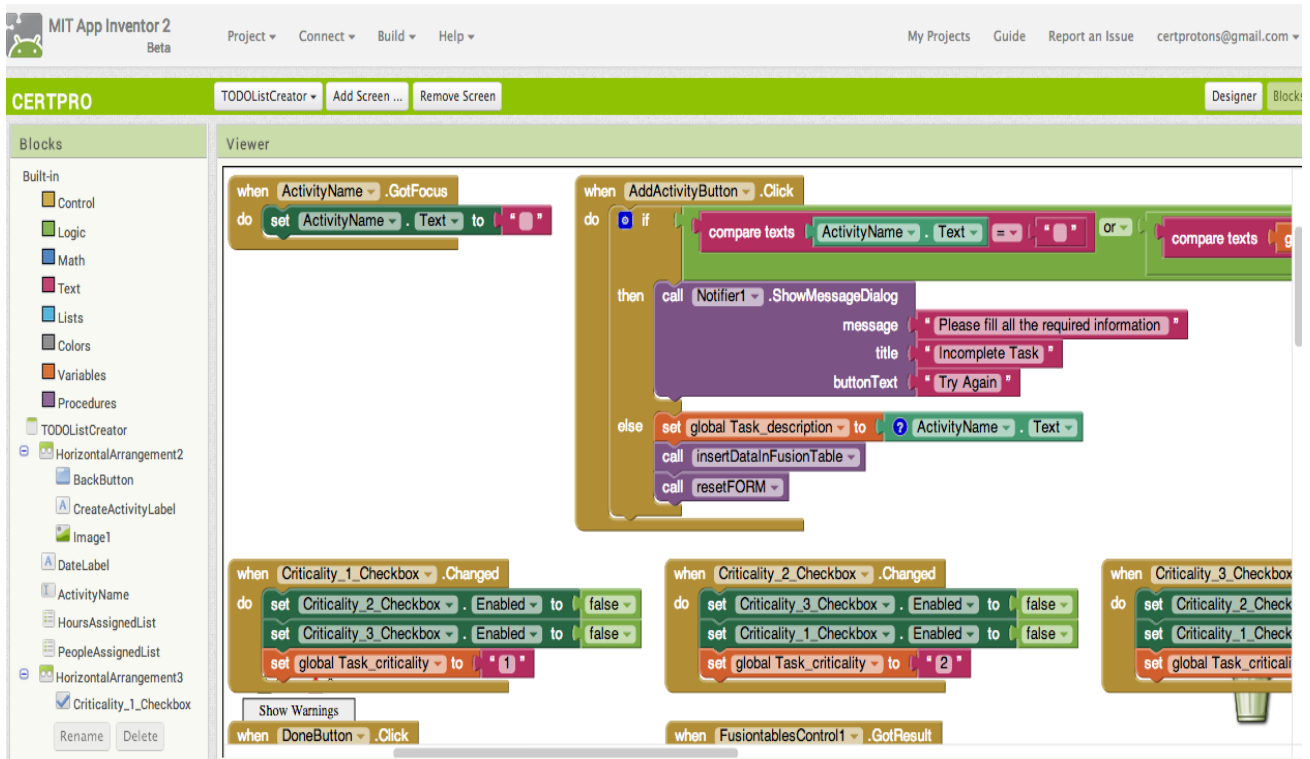 MIT App Inventor 2
Beta
Project Connect Build Help My Projects Guide Report an Issue certprotons@gmail.com
CERTPRO TODOListCreator Add Screen ... Remove Screen Designer Blocks
Blocks
Viewer
Built-in
Control
Logic
Math
Text
Lists
Colors
Variables
Procedures
TODOListCreator
HorizontalArrangement2
BackButton
CreateActivityLabel
Image1
DateLabel
ActivityName
HoursAssignedList
PeopleAssignedList
HorizontalArrangement3
Criticality_1_Checkbox
Rename Delete
when ActivityName .GotFocus
do set ActivityName . Text to " "
when AddActivityButton .Click
do if compare texts ActivityName . Text = " " or compare texts g
then call Notifier1 .ShowMessageDialog
message " Please fill all the required information "
title " Incomplete Task "
buttonText " Try Again "
else set global Task_description to ? ActivityName . Text
call insertDataInFusionTable
call resetFORM
when Criticality_1_Checkbox .Changed
do set Criticality_2_Checkbox . Enabled to false
set Criticality_3_Checkbox . Enabled to false
set global Task_criticality to " 1 "
when Criticality_2_Checkbox .Changed
do set Criticality_3_Checkbox . Enabled to false
set Criticality_1_Checkbox . Enabled to false
set global Task_criticality to " 2 "
when Criticality_3_Checkbox
do set Criticality_2_Check
set Criticality_1_Check
set global Task_criticali
Show Warnings
when DoneButton .Click
when FusiontablesControl1 .GotResult